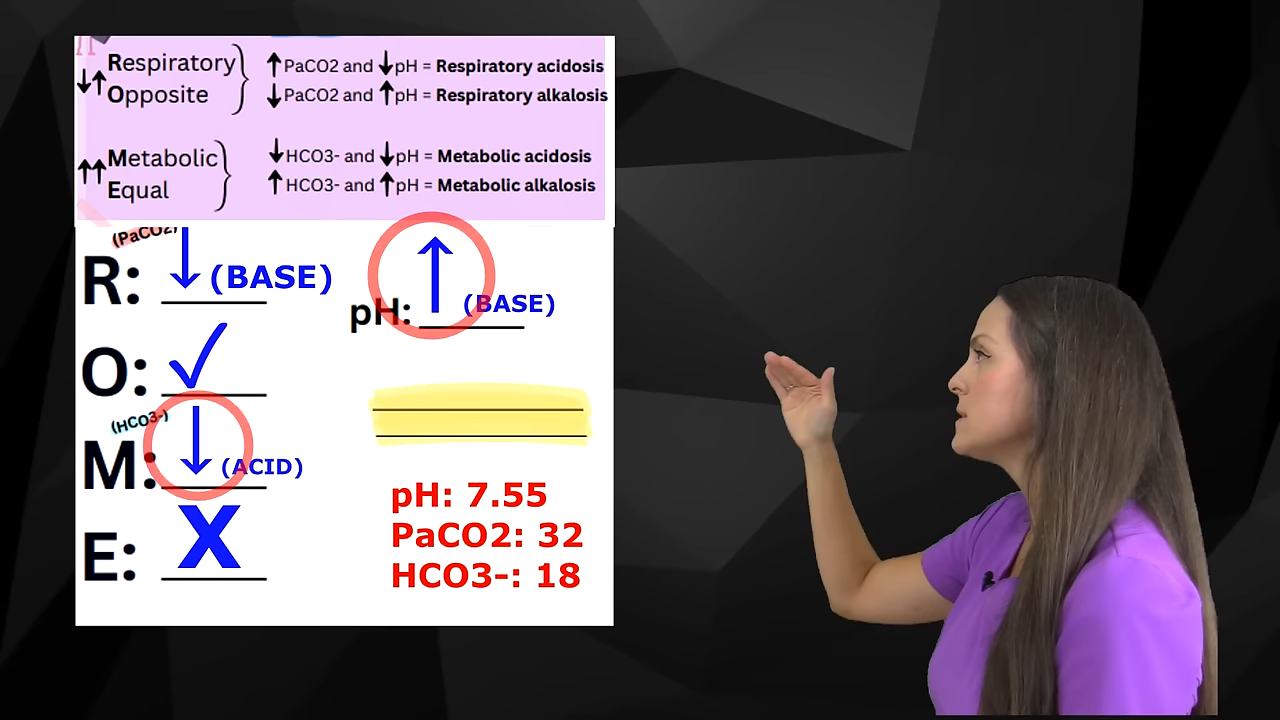 Respiratory
Opposite
↑PaCO2 and ↓pH = Respiratory acidosis
↓PaCO2 and ↑pH = Respiratory alkalosis
Metabolic
Equal
↓HCO3- and ↓pH = Metabolic acidosis
↑HCO3- and ↑pH = Metabolic alkalosis
(PaCO2)
R: ↓ (BASE)
pH: ↑ (BASE)
O: ✓
(HCO3-)
M: ↓ (ACID)
E: X
pH: 7.55
PaCO2: 32
HCO3-: 18